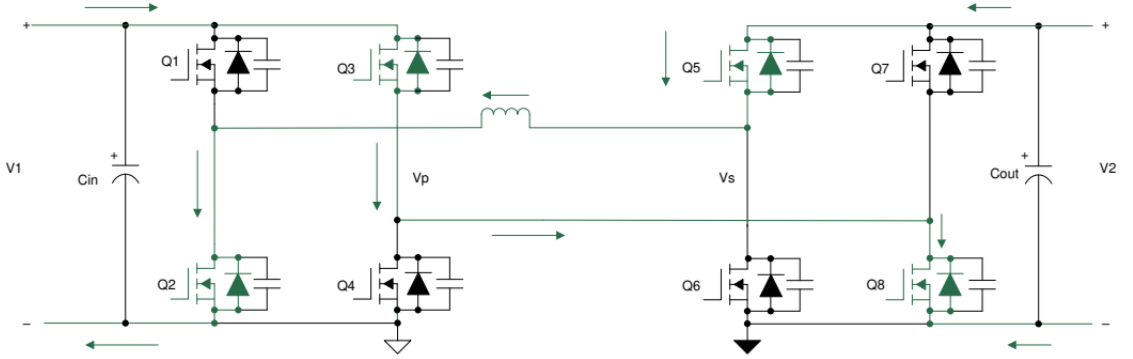 + +
Q1 Q3 Q5 Q7
+ +
V1 Cin Vp Vs Cout V2
Q2 Q4 Q6 Q8
– –